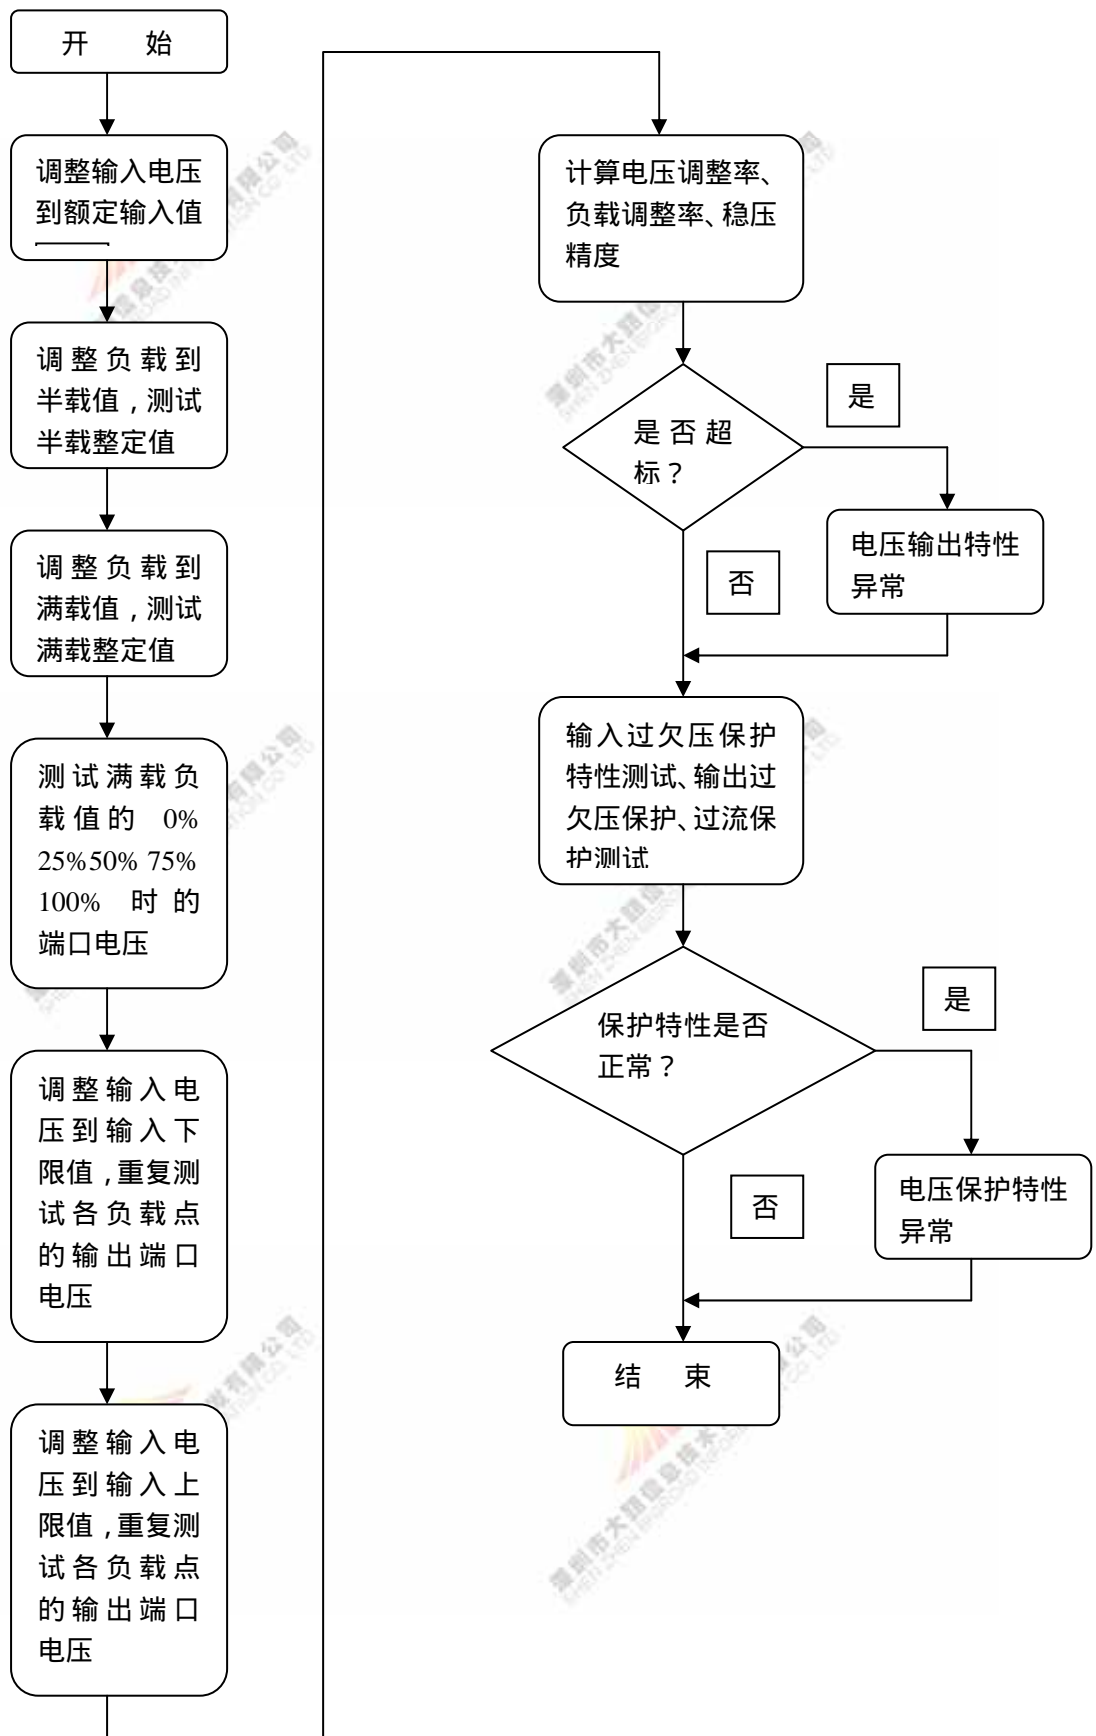 开 始
调整输入电压
到额定输入值
调整负载到
半载值，测试
半载整定值
调整负载到
满载值，测试
满载整定值
测试满载负
载值的 0%
25%50% 75%
100% 时的
端口电压
调整输入电
压到输入下
限值，重复测
试各负载点
的输出端口
电压
调整输入电
压到输入上
限值，重复测
试各负载点
的输出端口
电压
计算电压调整率、
负载调整率、稳压
精度
是否超
标？
是
否
电压输出特性
异常
输入过欠压保护
特性测试、输出过
欠压保护、过流保
护测试
保护特性是否
正常？
是
否
电压保护特性
异常
结 束